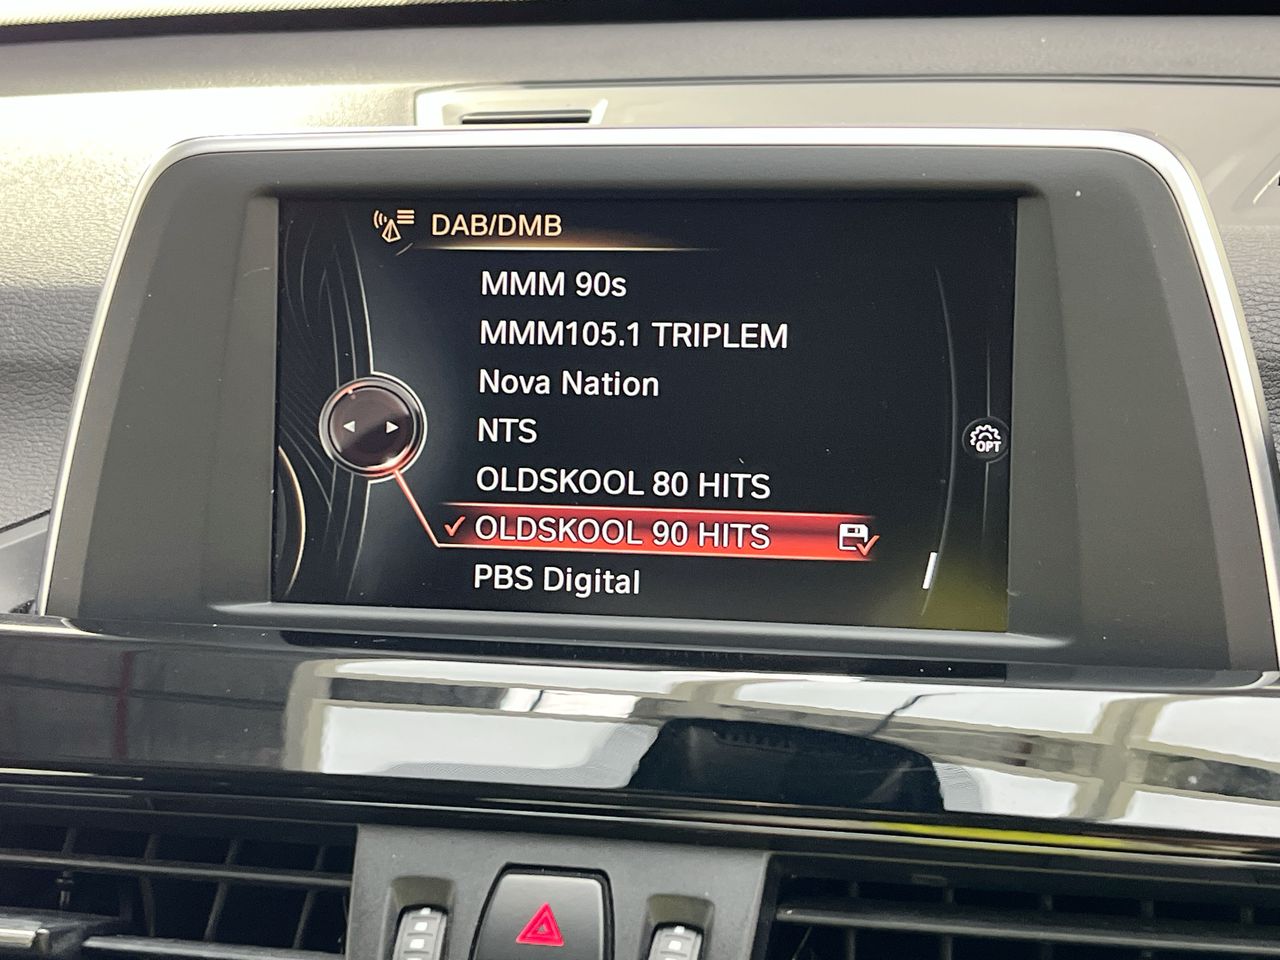 DAB/DMB
MMM 90s
MMM105.1 TRIPLEM
Nova Nation
NTS
OLDSKOOL 80 HITS
OLDSKOOL 90 HITS
PBS Digital
OPT